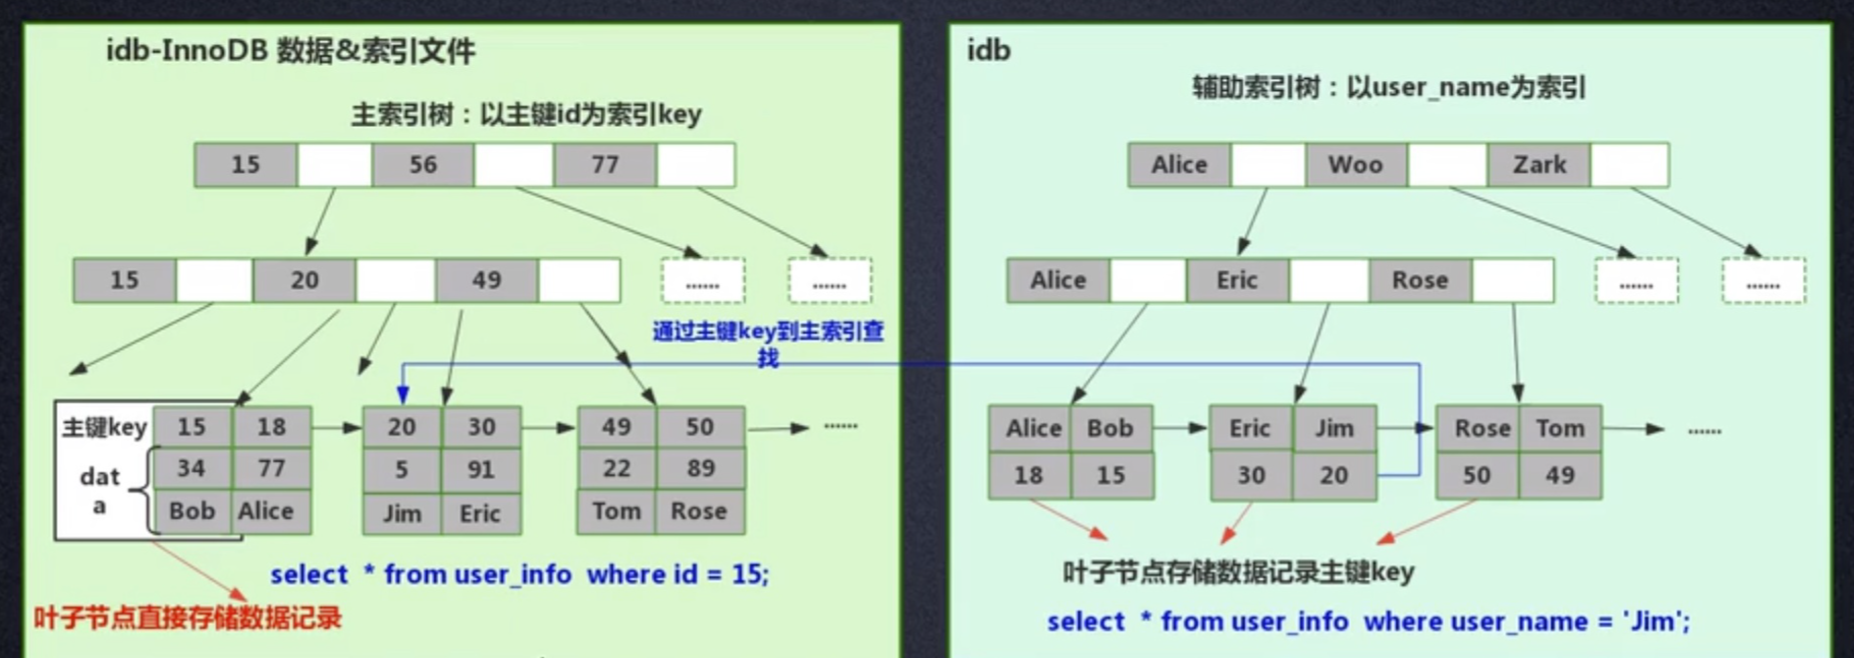 idb-InnoDB 数据&索引文件
主索引树：以主键id为索引key
15 56 77
15 20 49 ...... ......
通过主键key到主索引查
找
主键key 15 18 20 30 49 50 ......
34 77 5 91 22 89
dat
a
Bob Alice Jim Eric Tom Rose
select * from user_info where id = 15;
叶子节点直接存储数据记录
idb
辅助索引树：以user_name为索引
Alice Woo Zark
Alice Eric Rose ...... ......
Alice Bob Eric Jim Rose Tom ......
18 15 30 20 50 49
叶子节点存储数据记录主键key
select * from user_info where user_name = 'Jim';